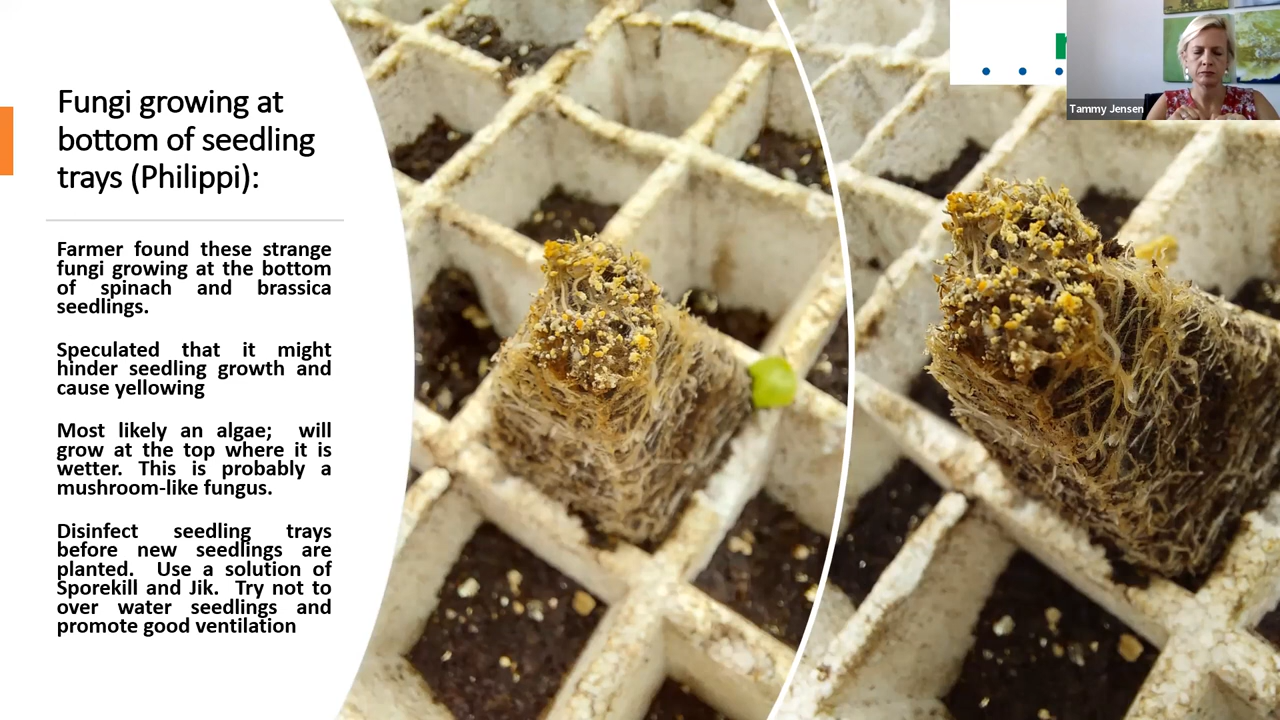 Fungi growing at
bottom of seedling
trays (Philippi):
Farmer found these strange
fungi growing at the bottom
of spinach and brassica
seedlings.
Speculated that it might
hinder seedling growth and
cause yellowing
Most likely an algae; will
grow at the top where it is
wetter. This is probably a
mushroom-like fungus.
Disinfect seedling trays
before new seedlings are
planted. Use a solution of
Sporekill and Jik. Try not to
over water seedlings and
promote good ventilation
Tammy Jensen